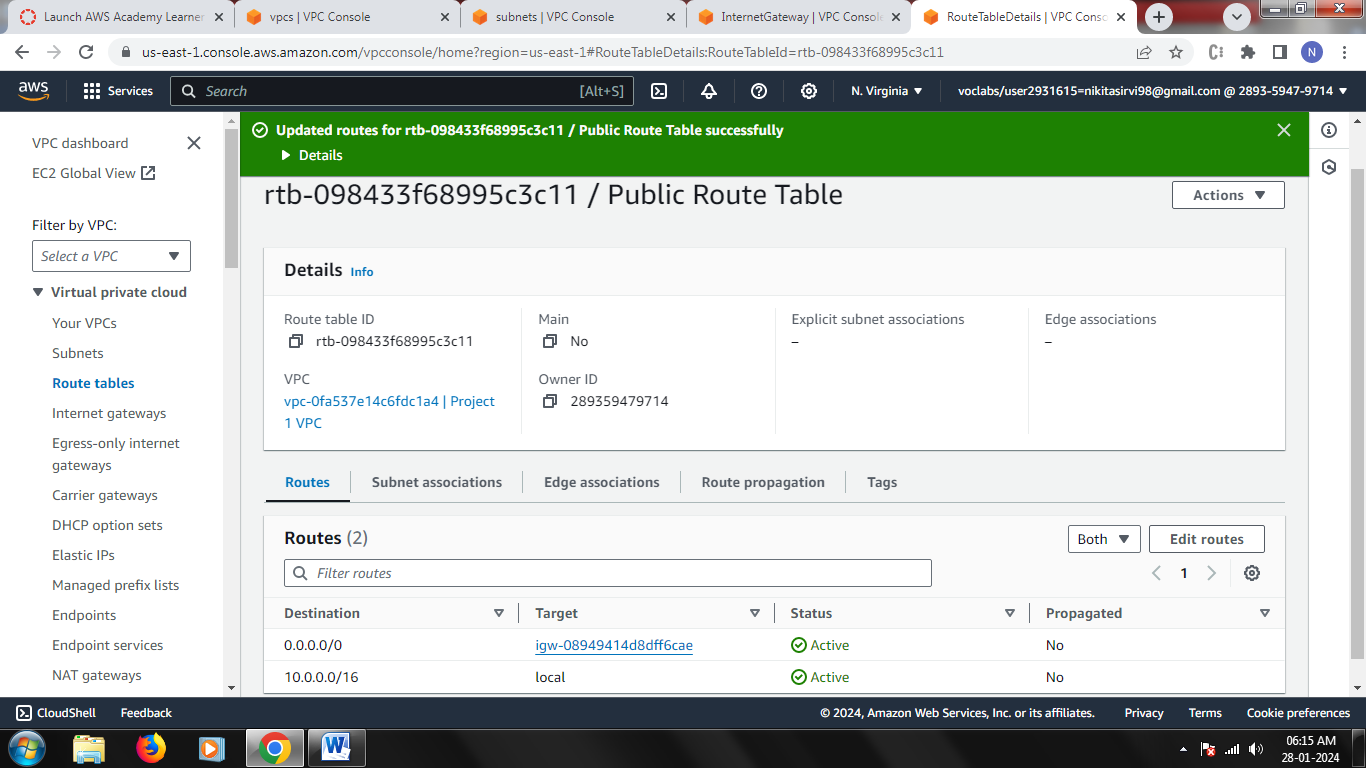 Launch AWS Academy Learner
vpcs | VPC Console
subnets | VPC Console
InternetGateway | VPC Console
RouteTableDetails | VPC Consc
us-east-1.console.aws.amazon.com/vpcconsole/home?region=us-east-1#RouteTableDetails:RouteTableId=rtb-098433f68995c3c11
N
aws
Services
Search
[Alt+S]
N. Virginia
voclabs/user2931615=nikitasirvi98@gmail.com @ 2893-5947-9714
VPC dashboard
EC2 Global View
Filter by VPC:
Select a VPC
Virtual private cloud
Your VPCs
Subnets
Route tables
Internet gateways
Egress-only internet
gateways
Carrier gateways
DHCP option sets
Elastic IPs
Managed prefix lists
Endpoints
Endpoint services
NAT gateways
Updated routes for rtb-098433f68995c3c11 / Public Route Table successfully
Details
rtb-098433f68995c3c11 / Public Route Table
Actions
Details Info
Route table ID
rtb-098433f68995c3c11
Main
No
Explicit subnet associations
–
Edge associations
–
VPC
vpc-0fa537e14c6fdc1a4 | Project
1 VPC
Owner ID
289359479714
Routes
Subnet associations
Edge associations
Route propagation
Tags
Routes (2)
Both
Edit routes
Filter routes
1
Destination Target Status Propagated
0.0.0.0/0 igw-08949414d8dff6cae Active No
10.0.0.0/16 local Active No
CloudShell
Feedback
© 2024, Amazon Web Services, Inc. or its affiliates.
Privacy
Terms
Cookie preferences
W
06:15 AM
28-01-2024